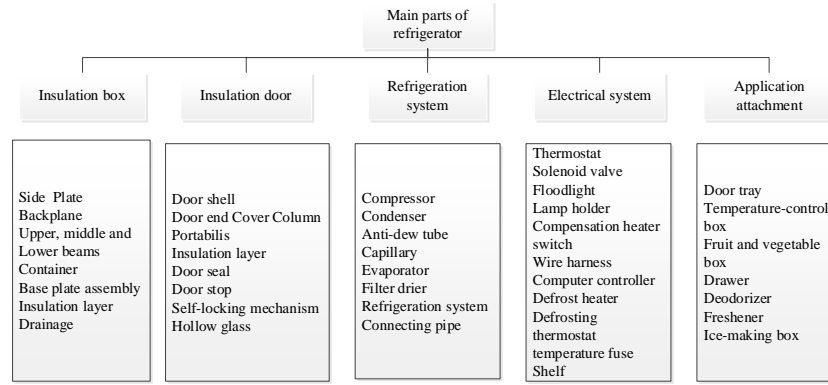 Main parts of
refrigerator
Insulation box
Insulation door
Refrigeration
system
Electrical system
Application
attachment
Side Plate
Backplane
Upper, middle and
Lower beams
Container
Base plate assembly
Insulation layer
Drainage
Door shell
Door end Cover Column
Portabilis
Insulation layer
Door seal
Door stop
Self-locking mechanism
Hollow glass
Compressor
Condenser
Anti-dew tube
Capillary
Evaporator
Filter drier
Refrigeration system
Connecting pipe
Thermostat
Solenoid valve
Floodlight
Lamp holder
Compensation heater
switch
Wire harness
Computer controller
Defrost heater
Defrosting
thermostat
temperature fuse
Shelf
Door tray
Temperature-control
box
Fruit and vegetable
box
Drawer
Deodorizer
Freshener
Ice-making box